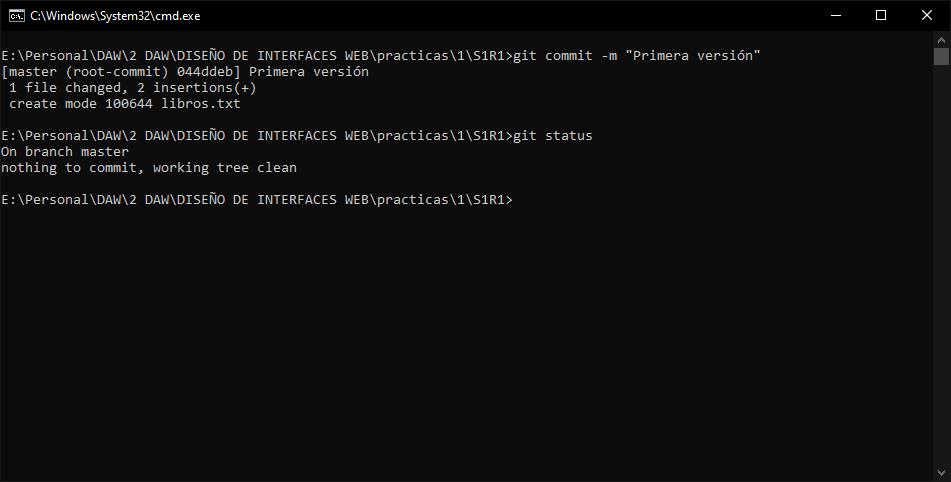 C:\Windows\System32\cmd.exe
E:\Personal\DAW\2 DAW\DISEÑO DE INTERFACES WEB\practicas\1\S1R1>git commit -m "Primera versión"
[master (root-commit) 044ddeb] Primera versión
 1 file changed, 2 insertions(+)
 create mode 100644 libros.txt
E:\Personal\DAW\2 DAW\DISEÑO DE INTERFACES WEB\practicas\1\S1R1>git status
On branch master
nothing to commit, working tree clean
E:\Personal\DAW\2 DAW\DISEÑO DE INTERFACES WEB\practicas\1\S1R1>